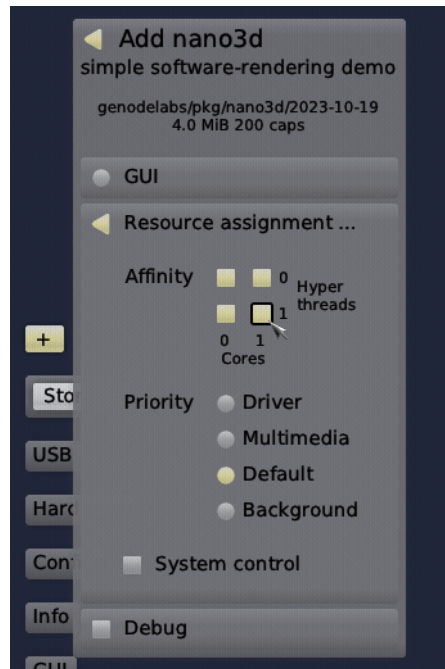 Add nano3d
simple software-rendering demo
genodelabs/pkg/nano3d/2023-10-19
4.0 MiB 200 caps
GUI
Resource assignment ...
Affinity
0
Hyper
threads
1
0 1
Cores
+
Sto
Priority
Driver
Multimedia
USB
Default
Hard
Background
Conf
System control
Info
Debug
GUI